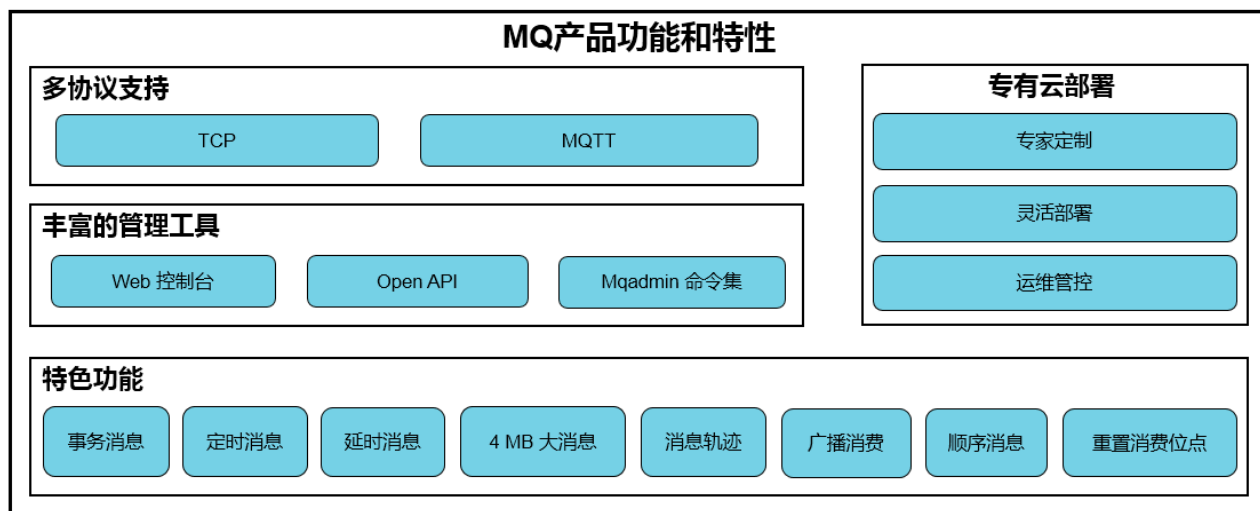 MQ产品功能和特性
多协议支持
TCP
MQTT
丰富的管理工具
Web 控制台
Open API
Mqadmin 命令集
专有云部署
专家定制
灵活部署
运维管控
特色功能
事务消息
定时消息
延时消息
4 MB 大消息
消息轨迹
广播消费
顺序消息
重置消费位点